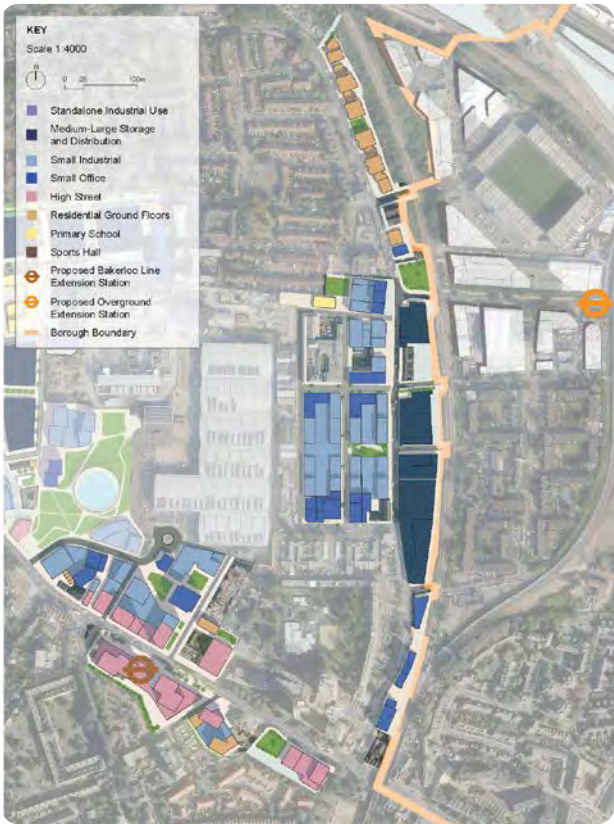 KEY
Scale 1:4000
N
0 25 100m
Standalone Industrial Use
Medium-Large Storage
and Distribution
Small Industrial
Small Office
High Street
Residential Ground Floors
Primary School
Sports Hall
Proposed Bakerloo Line
Extension Station
Proposed Overground
Extension Station
Borough Boundary